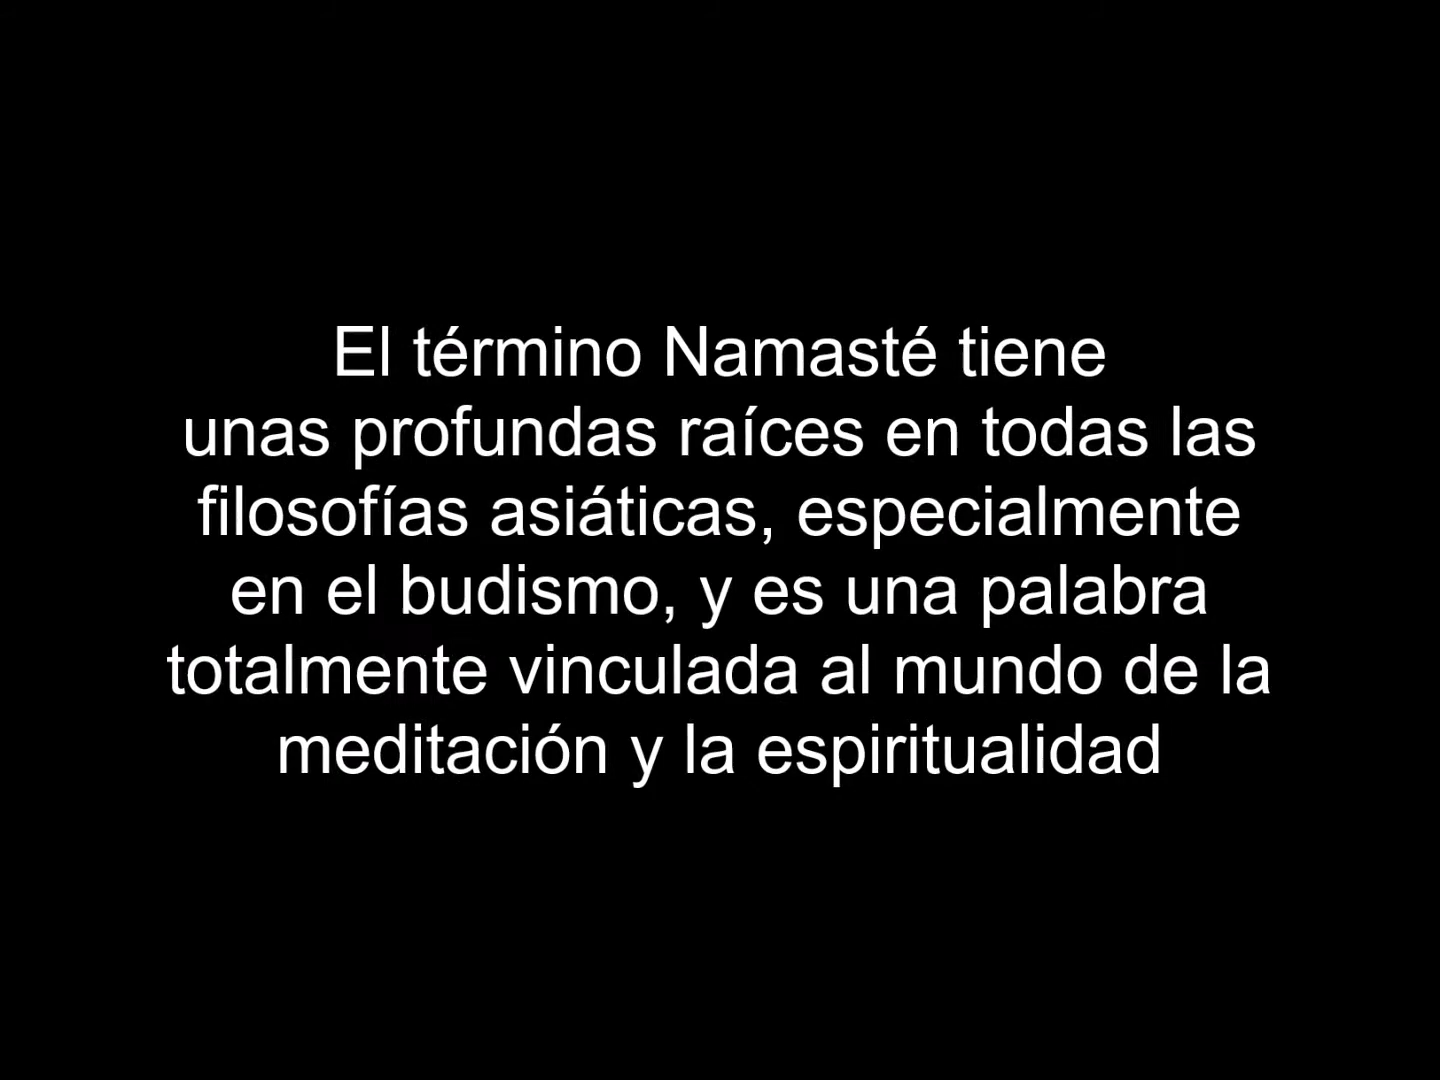 El término Namasté tiene
unas profundas raíces en todas las
filosofías asiáticas, especialmente
en el budismo, y es una palabra
totalmente vinculada al mundo de la
meditación y la espiritualidad